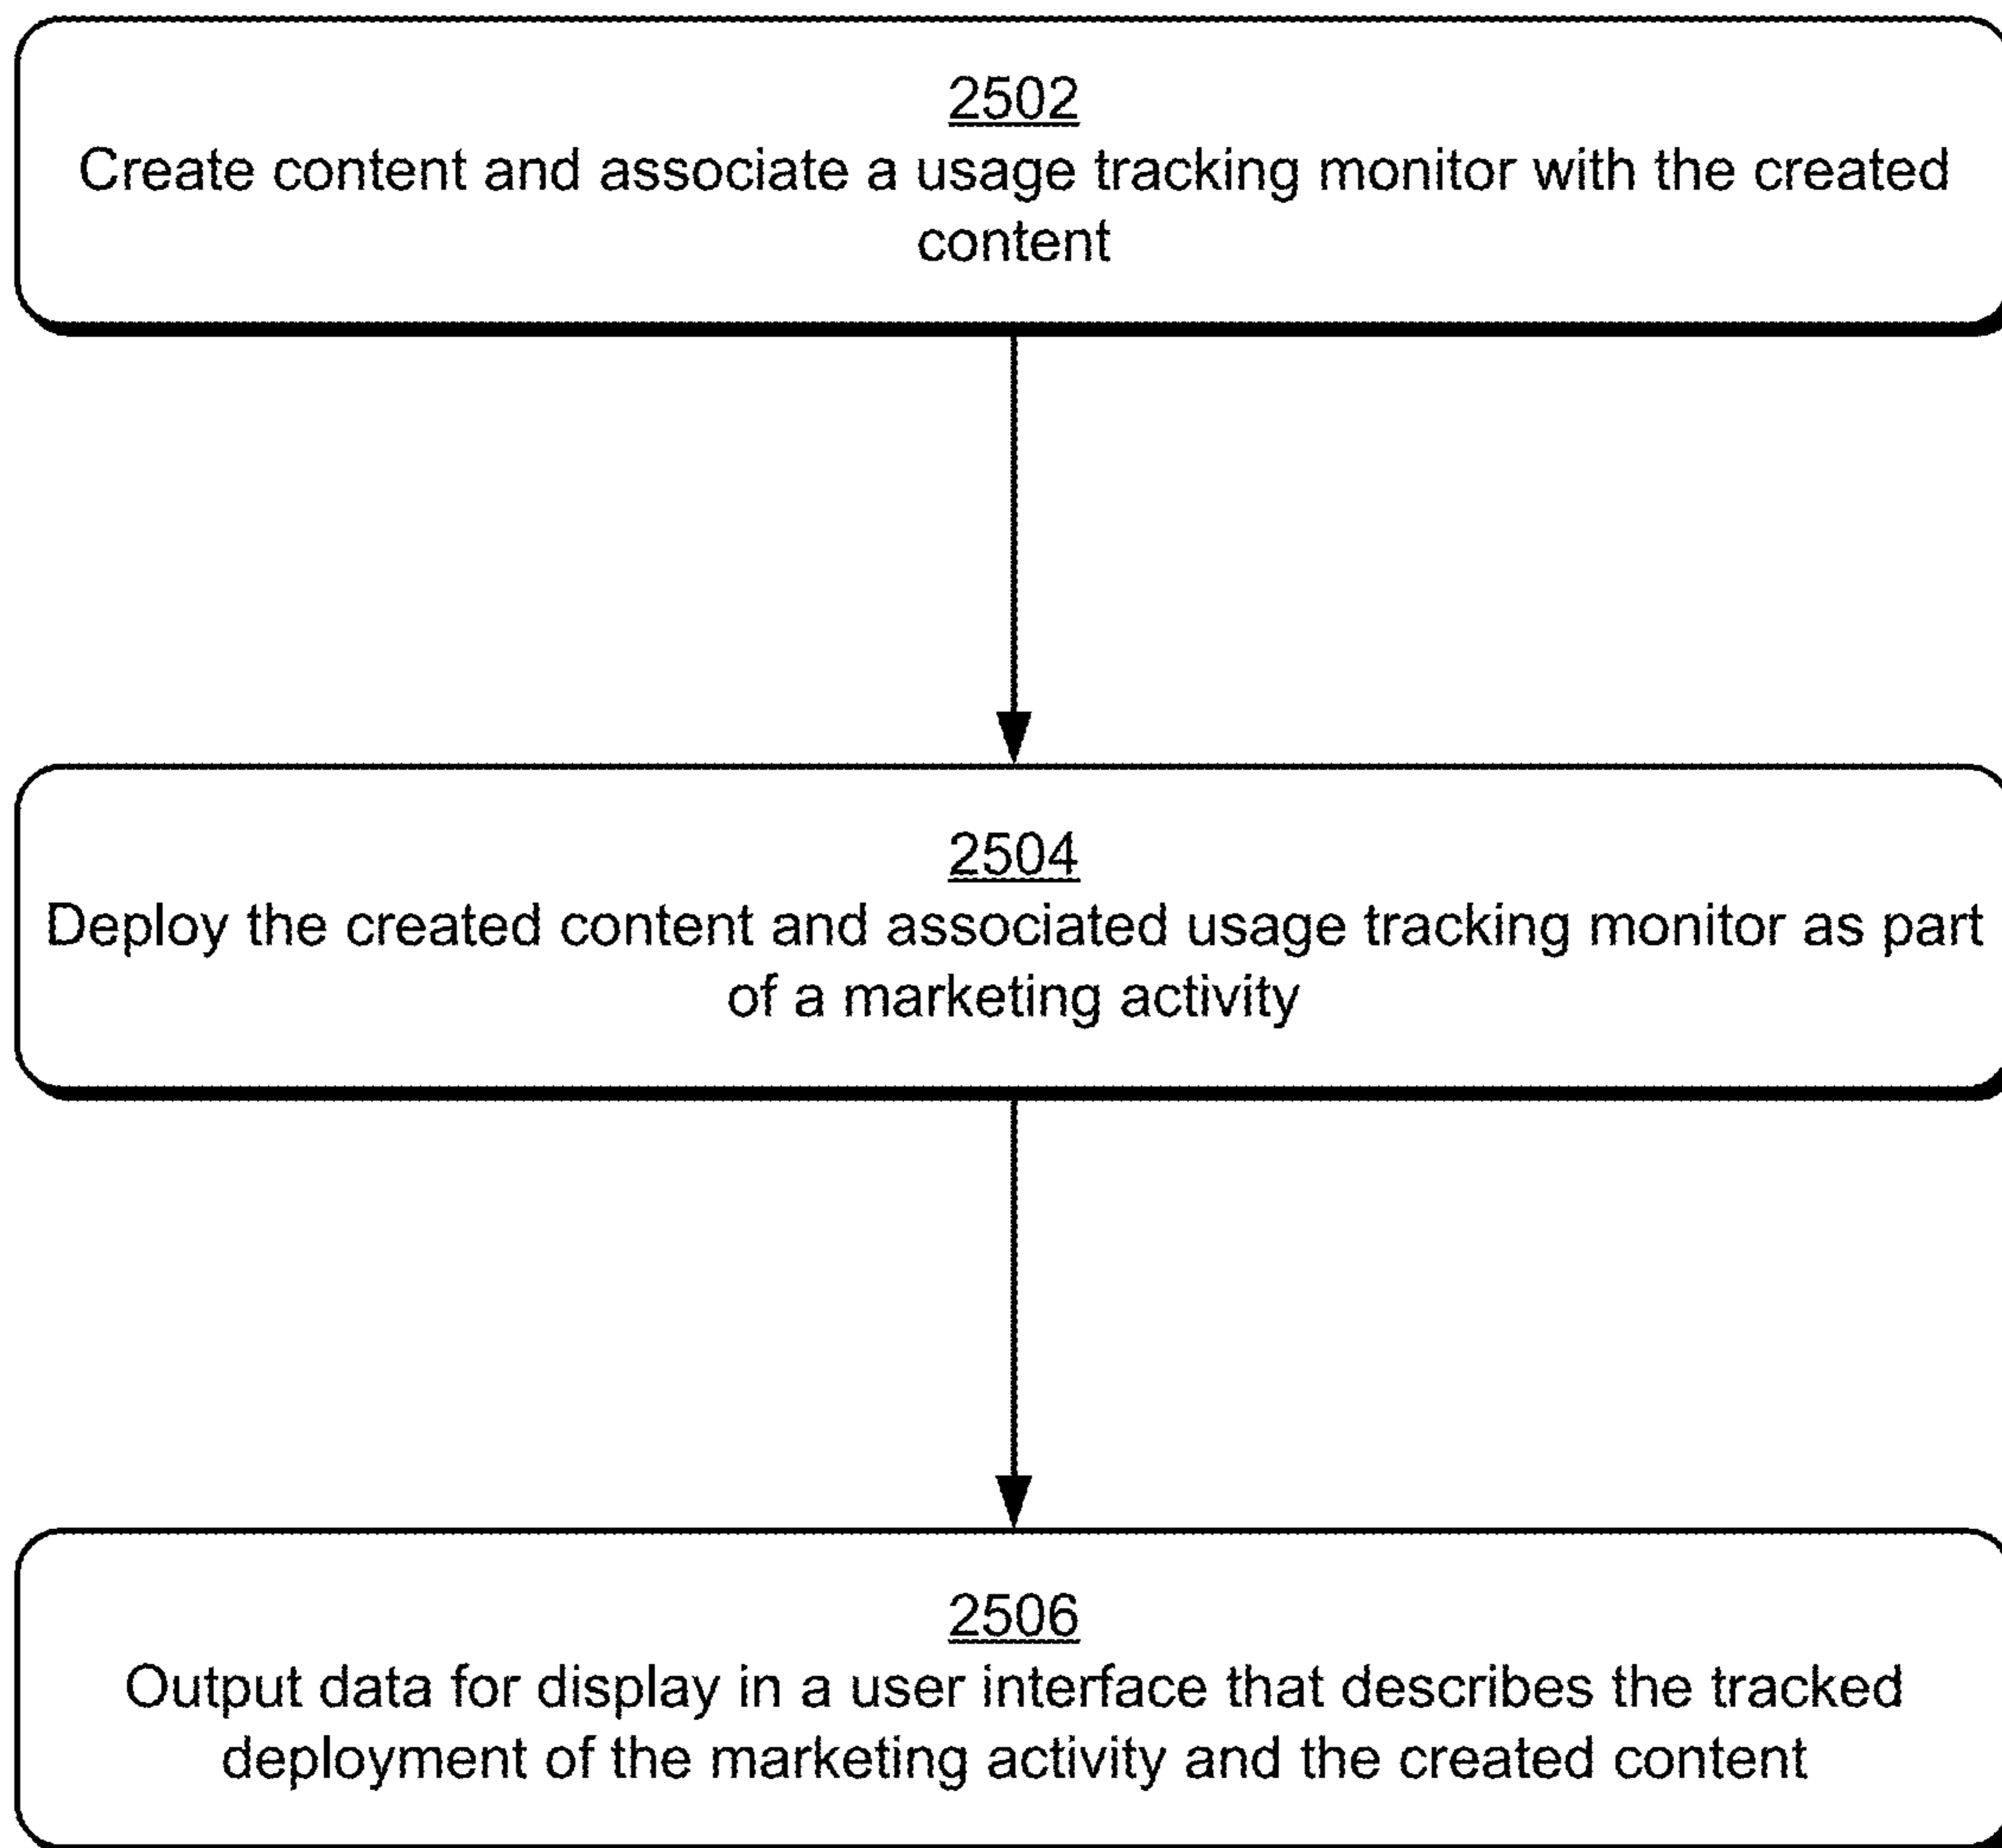 2502
Create content and associate a usage tracking monitor with the created
content
2504
Deploy the created content and associated usage tracking monitor as part
of a marketing activity
2506
Output data for display in a user interface that describes the tracked
deployment of the marketing activity and the created content